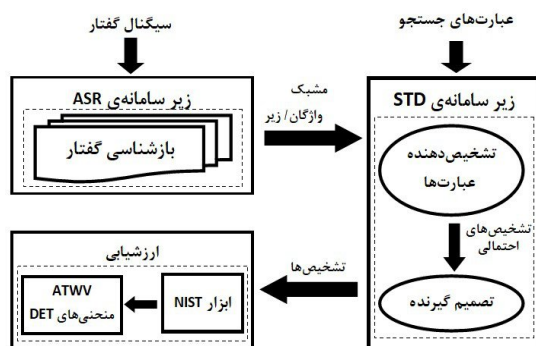 عبارت‌های جستجو
سیگنال گفتار
زیر سامانه‌ی STD
تشخیص‌دهنده
عبارت‌ها
تشخیص‌های
احتمالی
تصمیم گیرنده
مشبک
واژگان/ زیر
زیر سامانه‌ی ASR
بازشناسی گفتار
تشخیص‌ها
ارزشیابی
ابزار NIST
ATWV
منحنی‌های DET